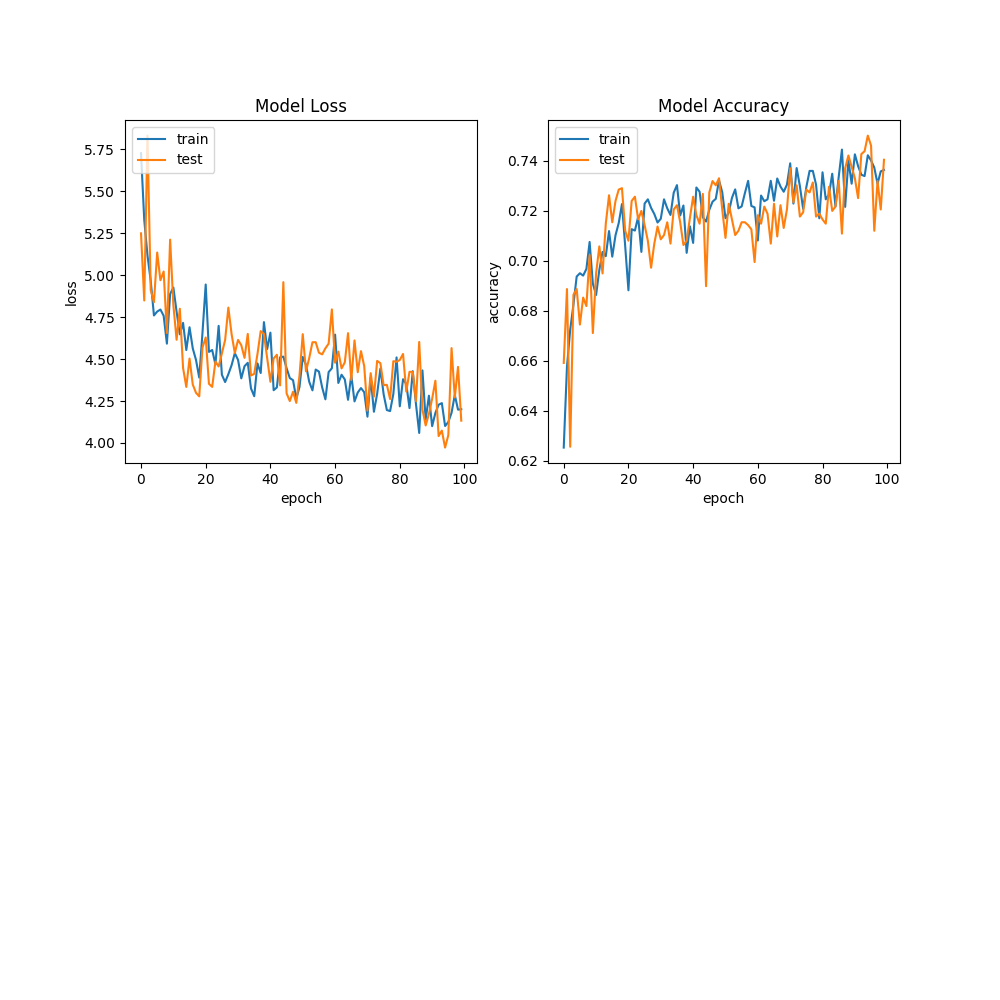 Model Loss
train
test
5.75
5.50
5.25
5.00
4.75
4.50
4.25
4.00
loss
0 20 40 60 80 100
epoch
Model Accuracy
train
test
0.74
0.72
0.70
0.68
0.66
0.64
0.62
accuracy
0 20 40 60 80 100
epoch